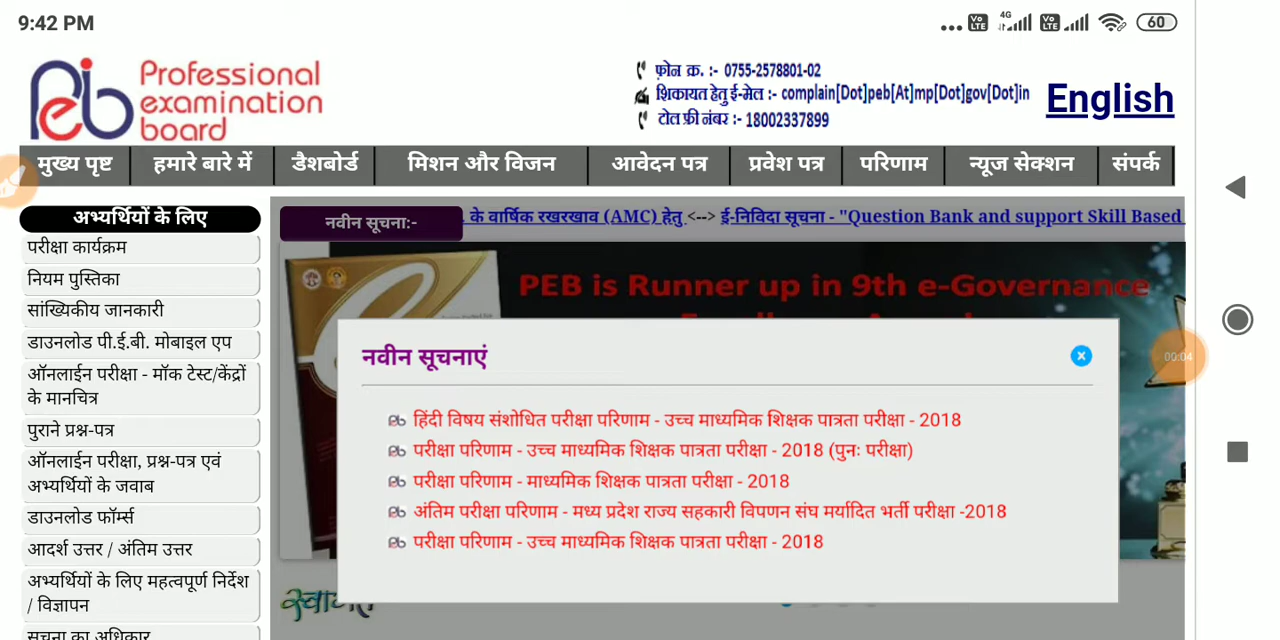 9:42 PM
4G
60
Peb Professional
examination
board
फ़ोन क्र. :- 0755-2578801-02
शिकायत हेतु ई-मेल :- complain[Dot]peb[At]mp[Dot]gov[Dot]in
टोल फ्री नंबर :- 18002337899
English
मुख्य पृष्ट हमारे बारे में डैशबोर्ड मिशन और विजन आवेदन पत्र प्रवेश पत्र परिणाम न्यूज सेक्शन संपर्क
अभ्यर्थियों के लिए
परीक्षा कार्यक्रम
नियम पुस्तिका
सांख्यिकीय जानकारी
डाउनलोड पी.ई.बी. मोबाइल एप
ऑनलाईन परीक्षा - मॉक टेस्ट/केंद्रों
के मानचित्र
पुराने प्रश्न-पत्र
ऑनलाईन परीक्षा, प्रश्न-पत्र एवं
अभ्यर्थियों के जवाब
डाउनलोड फॉर्म्स
आदर्श उत्तर / अंतिम उत्तर
अभ्यर्थियों के लिए महत्वपूर्ण निर्देश
/ विज्ञापन
सूचना का अधिकार
नवीन सूचना:- के वार्षिक रखरखाव (AMC) हेतु <--> ई-निविदा सूचना - "Question Bank and support Skill Based
PEB is Runner up in 9th e-Governance
नवीन सूचनाएं
00:04
हिंदी विषय संशोधित परीक्षा परिणाम - उच्च माध्यमिक शिक्षक पात्रता परीक्षा - 2018
परीक्षा परिणाम - उच्च माध्यमिक शिक्षक पात्रता परीक्षा - 2018 (पुनः परीक्षा)
परीक्षा परिणाम - माध्यमिक शिक्षक पात्रता परीक्षा - 2018
अंतिम परीक्षा परिणाम - मध्य प्रदेश राज्य सहकारी विपणन संघ मर्यादित भर्ती परीक्षा -2018
परीक्षा परिणाम - उच्च माध्यमिक शिक्षक पात्रता परीक्षा - 2018